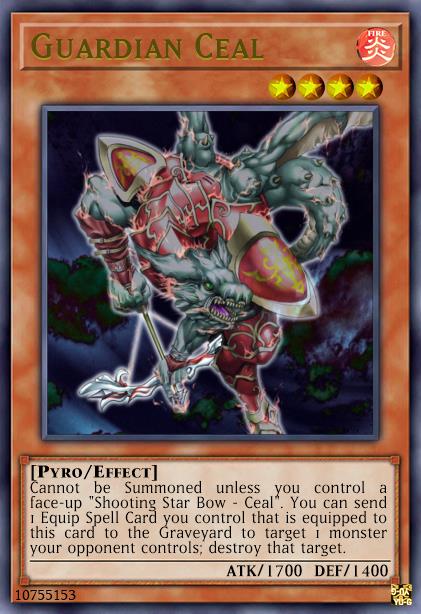 Guardian Ceal
FIRE
炎
[Pyro/Effect]
Cannot be Summoned unless you control a
face-up "Shooting Star Bow - Ceal". You can send
1 Equip Spell Card you control that is equipped to
this card to the Graveyard to target 1 monster
your opponent controls; destroy that target.
ATK/1700 DEF/1400
10755153